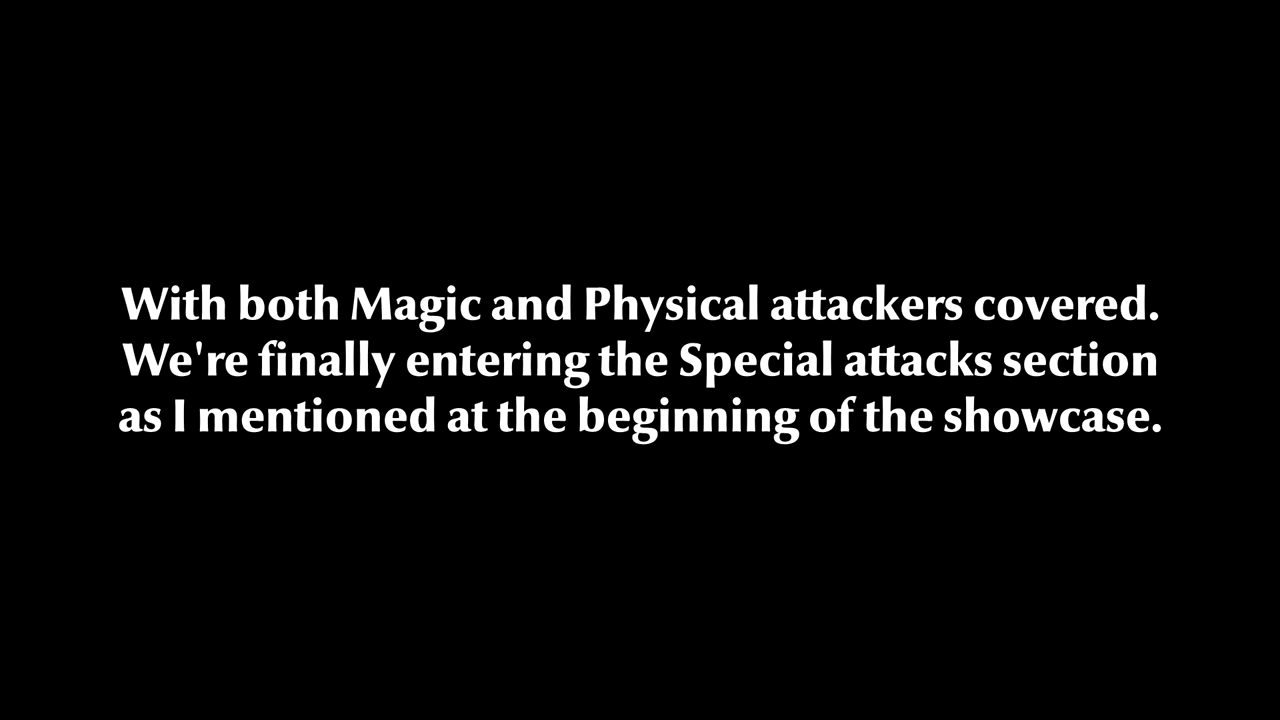 With both Magic and Physical attackers covered.
We're finally entering the Special attacks section
as I mentioned at the beginning of the showcase.